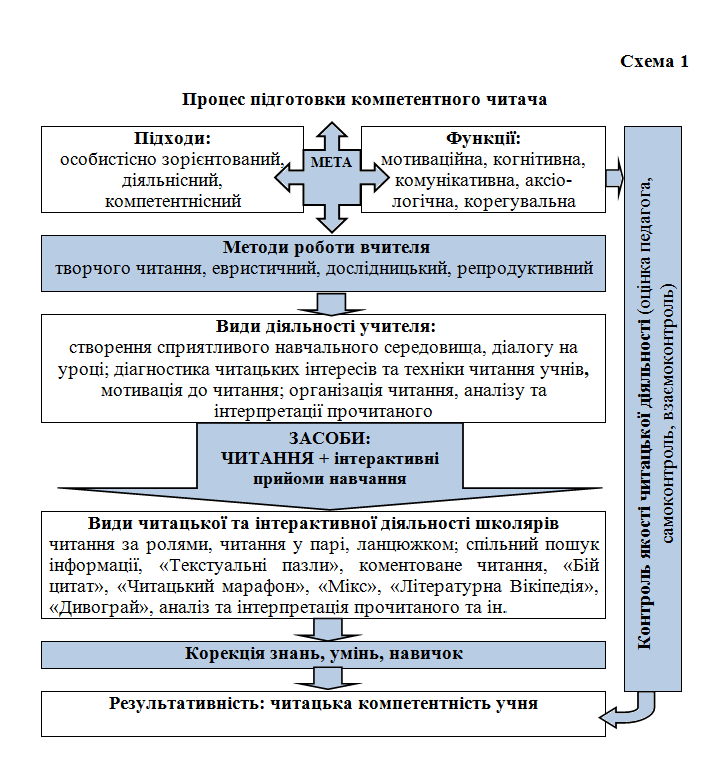 Схема 1
Процес підготовки компетентного читача
Підходи:
особистісно зорієнтований,
діяльнісний,
компетентнісний
МЕТА
Функції:
мотиваційна, когнітивна,
комунікативна, аксіо-
логічна, корегувальна
Методи роботи вчителя
творчого читання, евристичний, дослідницький, репродуктивний
Види діяльності учителя:
створення сприятливого навчального середовища, діалогу на
уроці; діагностика читацьких інтересів та техніки читання учнів,
мотивація до читання; організація читання, аналізу та
інтерпретації прочитаного
ЗАСОБИ:
ЧИТАННЯ + інтерактивні
прийоми навчання
Види читацької та інтерактивної діяльності школярів
читання за ролями, читання у парі, ланцюжком; спільний пошук
інформації, «Текстуальні пазли», коментоване читання, «Бій
цитат», «Читацький марафон», «Мікс», «Літературна Вікіпедія»,
«Дивограй», аналіз та інтерпретація прочитаного та ін.
Корекція знань, умінь, навичок
Результативність: читацька компетентність учня
Контроль якості читацької діяльності (оцінка педагога,
самоконтроль, взаємоконтроль)